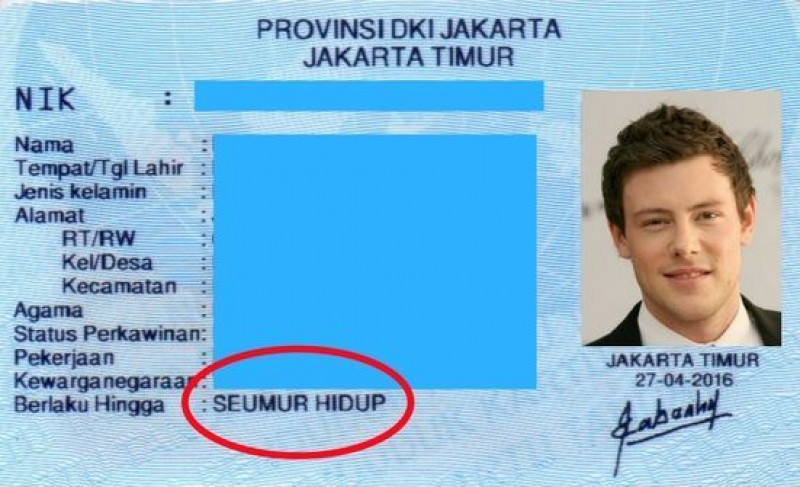 PROVINSI DKI JAKARTA
JAKARTA TIMUR
NIK :
Nama :
Tempat/Tgl Lahir :
Jenis kelamin :
Alamat :
RT/RW :
Kel/Desa :
Kecamatan :
Agama :
Status Perkawinan:
Pekerjaan :
Kewarganegaraan:
Berlaku Hingga : SEUMUR HIDUP
JAKARTA TIMUR
27-04-2016